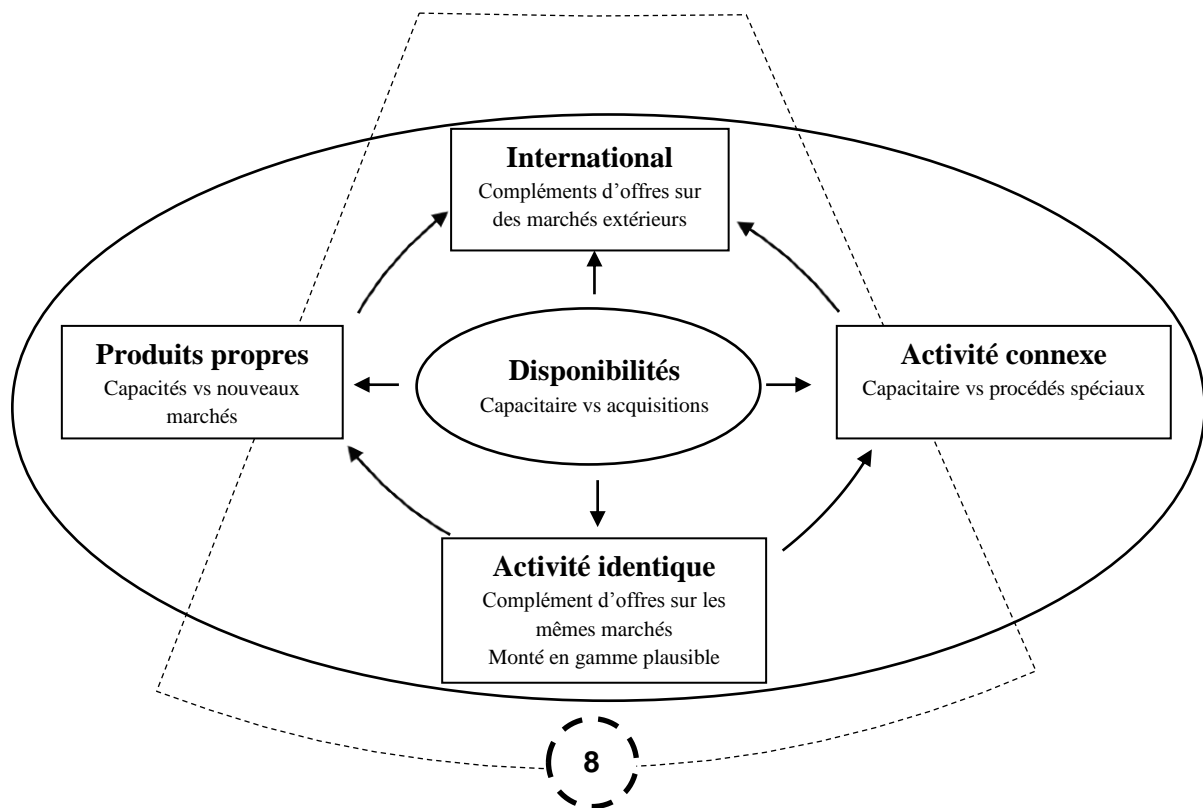 International
Compléments d’offres sur
des marchés extérieurs
Produits propres
Capacités vs nouveaux
marchés
Disponibilités
Capacitaire vs acquisitions
Activité connexe
Capacitaire vs procédés spéciaux
Activité identique
Complément d’offres sur les
mêmes marchés
Monté en gamme plausible
8